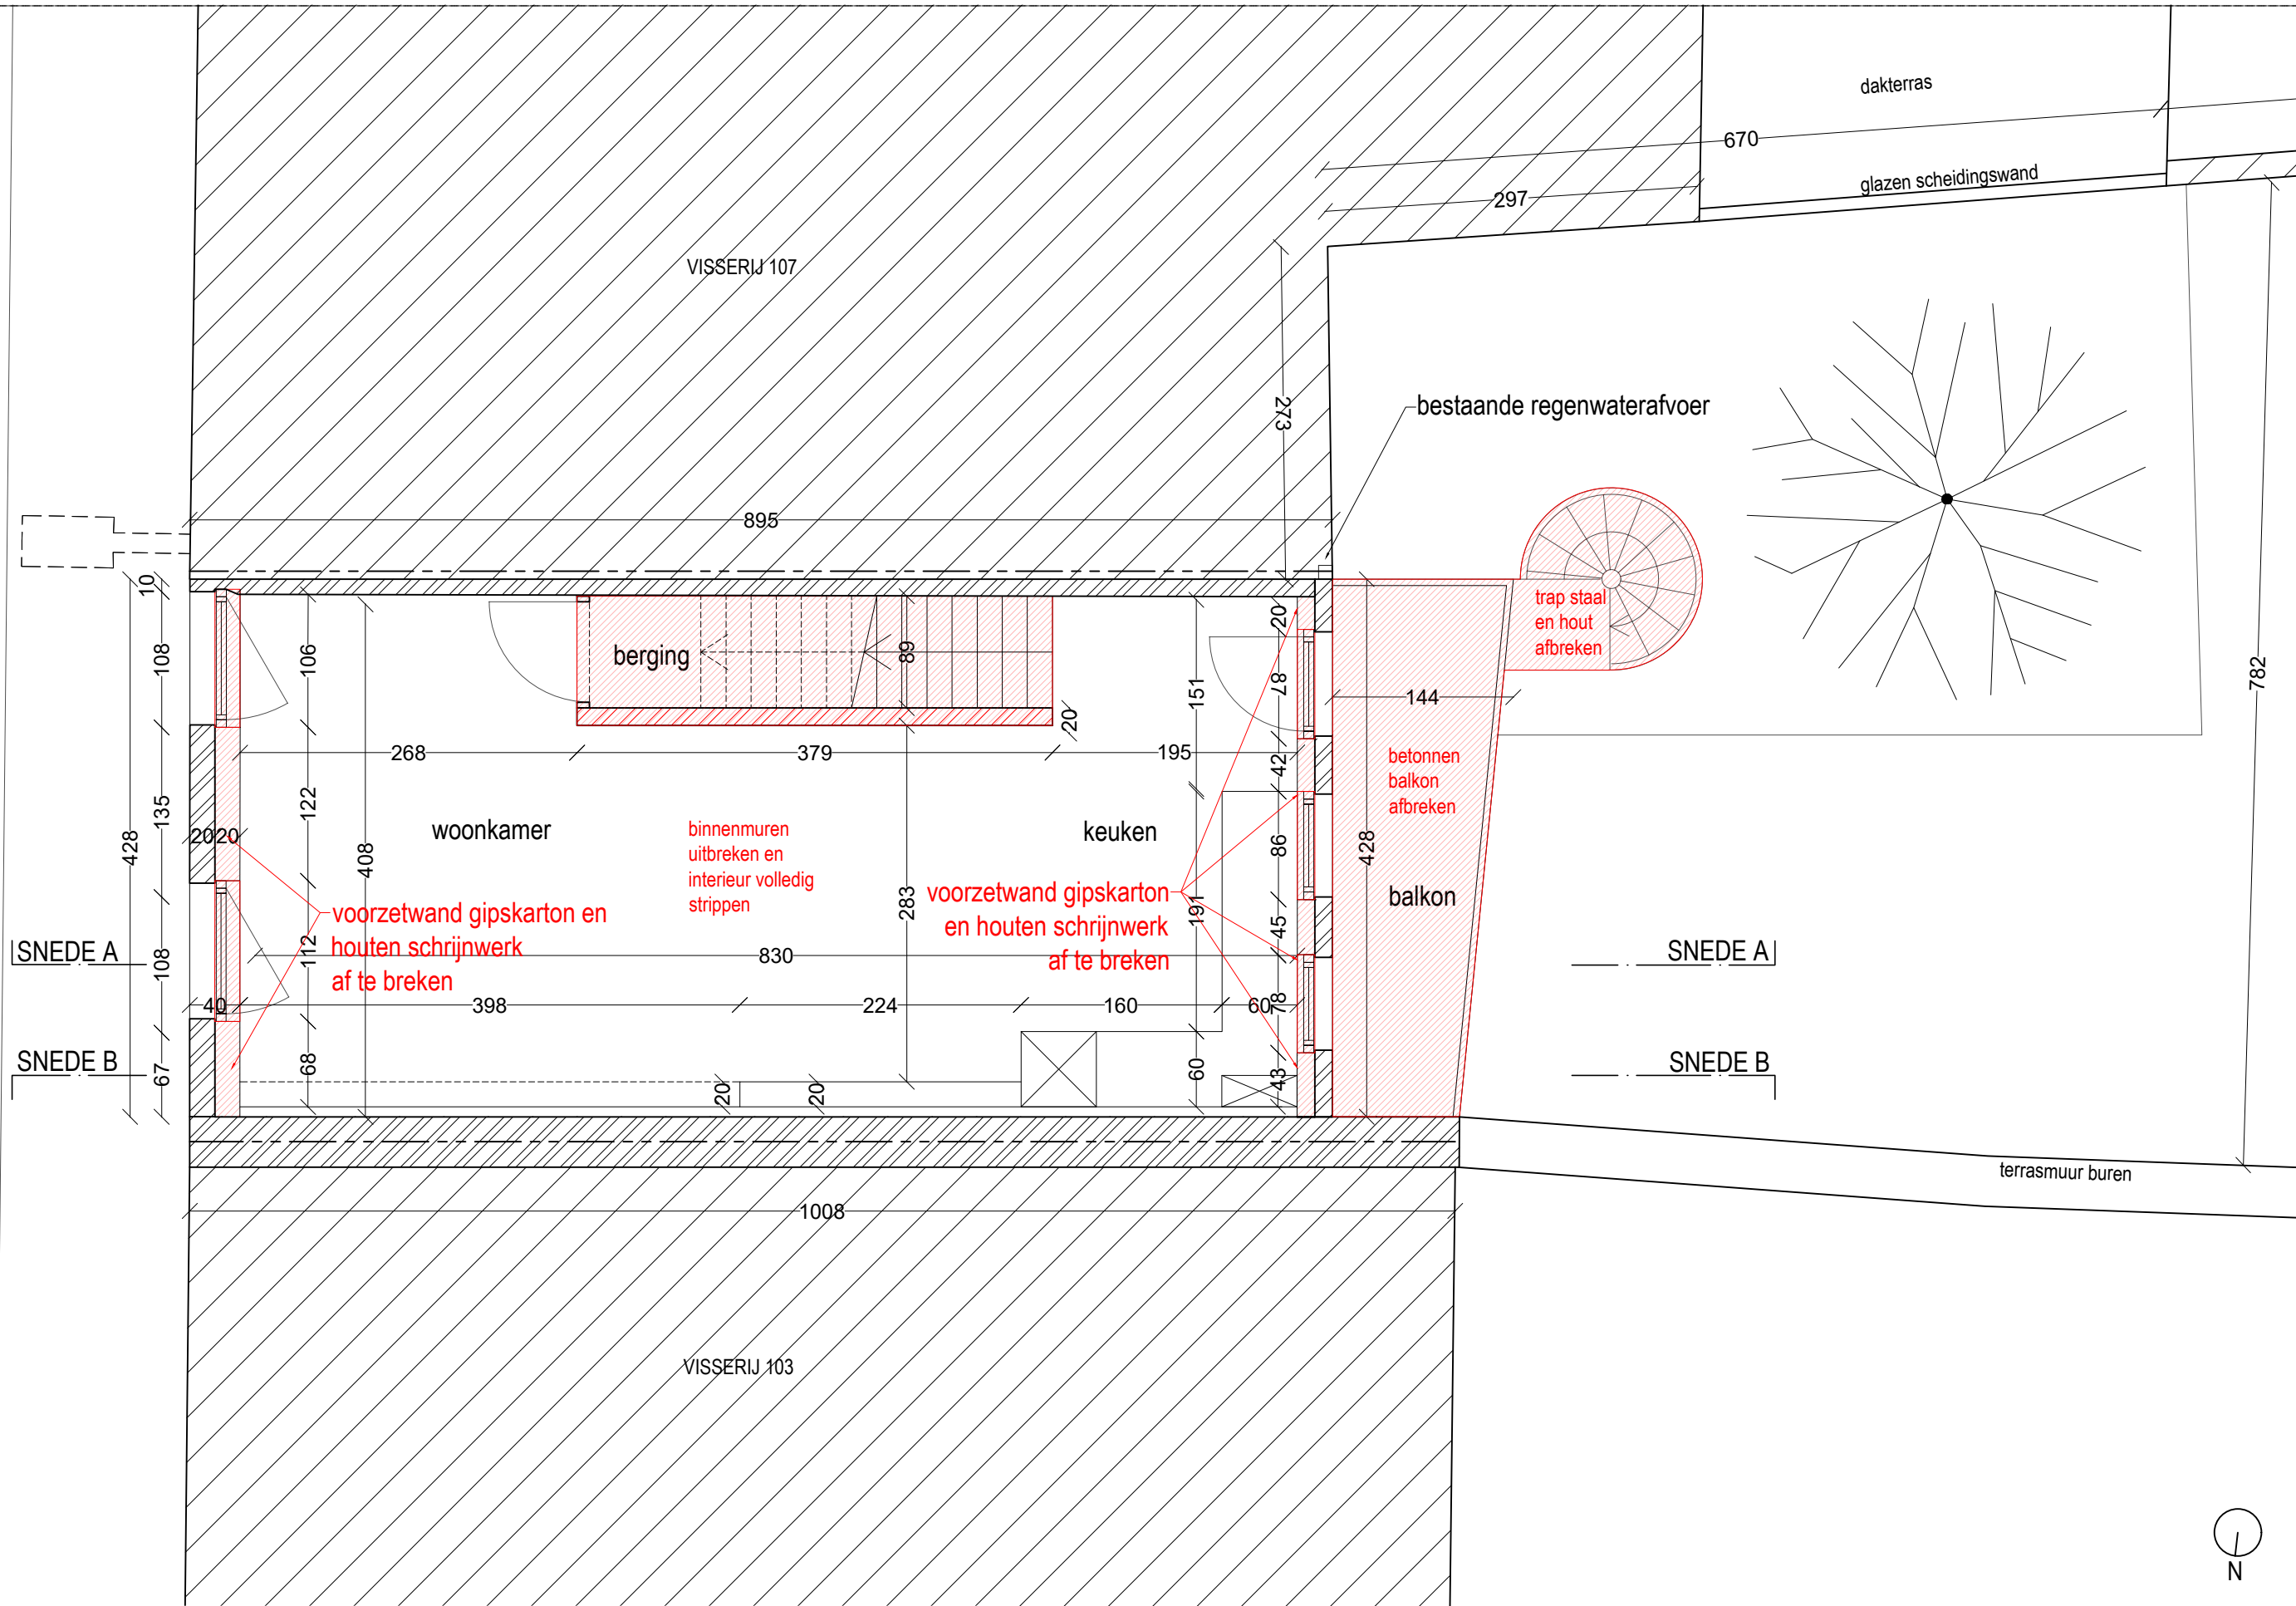 dakterras
670
glazen scheidingswand
297
VISSERIJ 107
273
bestaande regenwaterafvoer
895
10
108
135
108
67
428
106
122
112
68
408
berging
89
20
151
191
60
20
87
42
86
45
78
43
trap staal
en hout
afbreken
144
782
268
379
195
betonnen
balkon
afbreken
20
20
woonkamer
binnenmuren
uitbreken en
interieur volledig
strippen
keuken
428
283
balkon
voorzetwand gipskarton en
houten schrijnwerk
af te breken
voorzetwand gipskarton
en houten schrijnwerk
af te breken
SNEDE A
SNEDE A
830
40
398
224
160
60
SNEDE B
SNEDE B
20
20
terrasmuur buren
1008
VISSERIJ 103
N